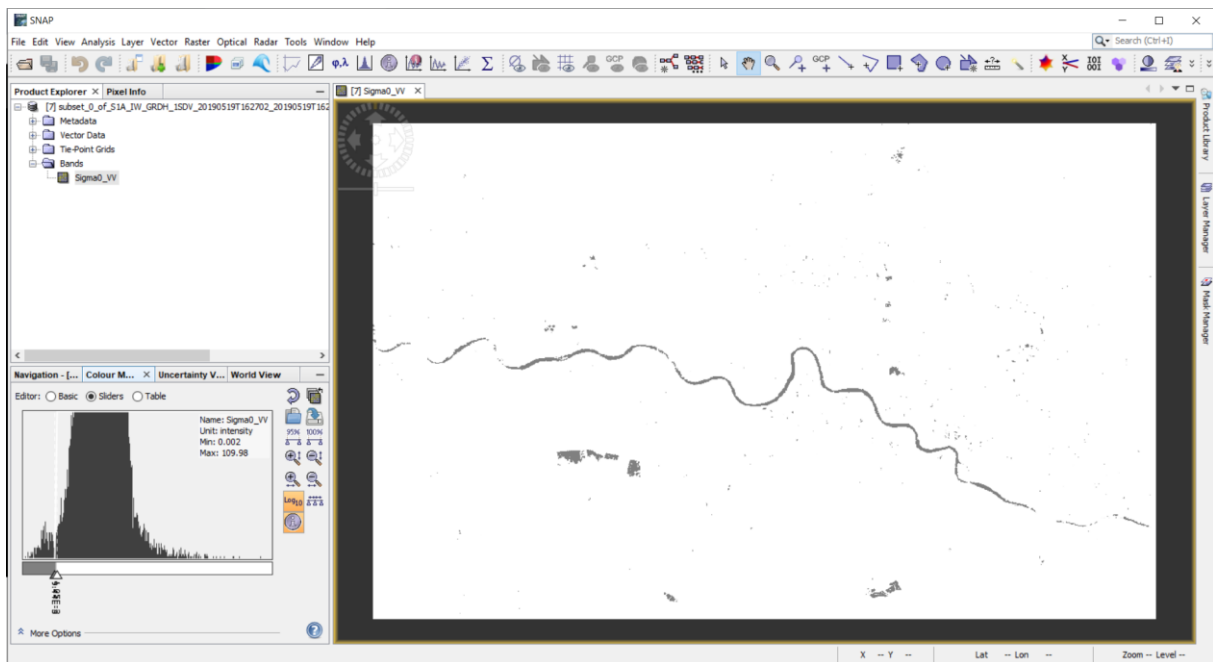 SNAP
File Edit View Analysis Layer Vector Raster Optical Radar Tools Window Help
Search (Ctrl+I)
Product Explorer Pixel Info
[7] Sigma0_VV
[7] subset_0_of_S1A_IW_GRDH_1SDV_20190519T162702_20190519T162
Metadata
Vector Data
Tie-Point Grids
Bands
Sigma0_VV
Product Library
Layer Manager
Mask Manager
Navigation - [... Colour M... Uncertainty V... World View
Editor: Basic Sliders Table
Name: Sigma0_VV
Unit: intensity
Min: 0.002
Max: 109.98
95% 100%
Log10
More Options
X -- Y -- Lat -- Lon -- Zoom -- Level --